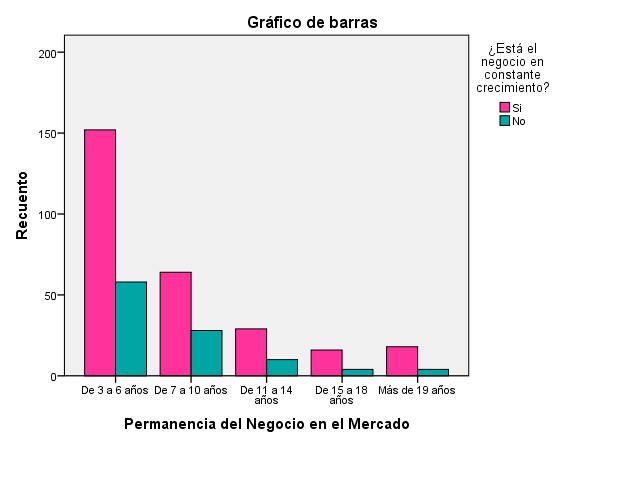 Gráfico de barras
¿Está el
negocio en
constante
crecimiento?
Si
No
Recuento
200
150
100
50
0
De 3 a 6 años
De 7 a 10 años
De 11 a 14
años
De 15 a 18
años
Más de 19 años
Permanencia del Negocio en el Mercado